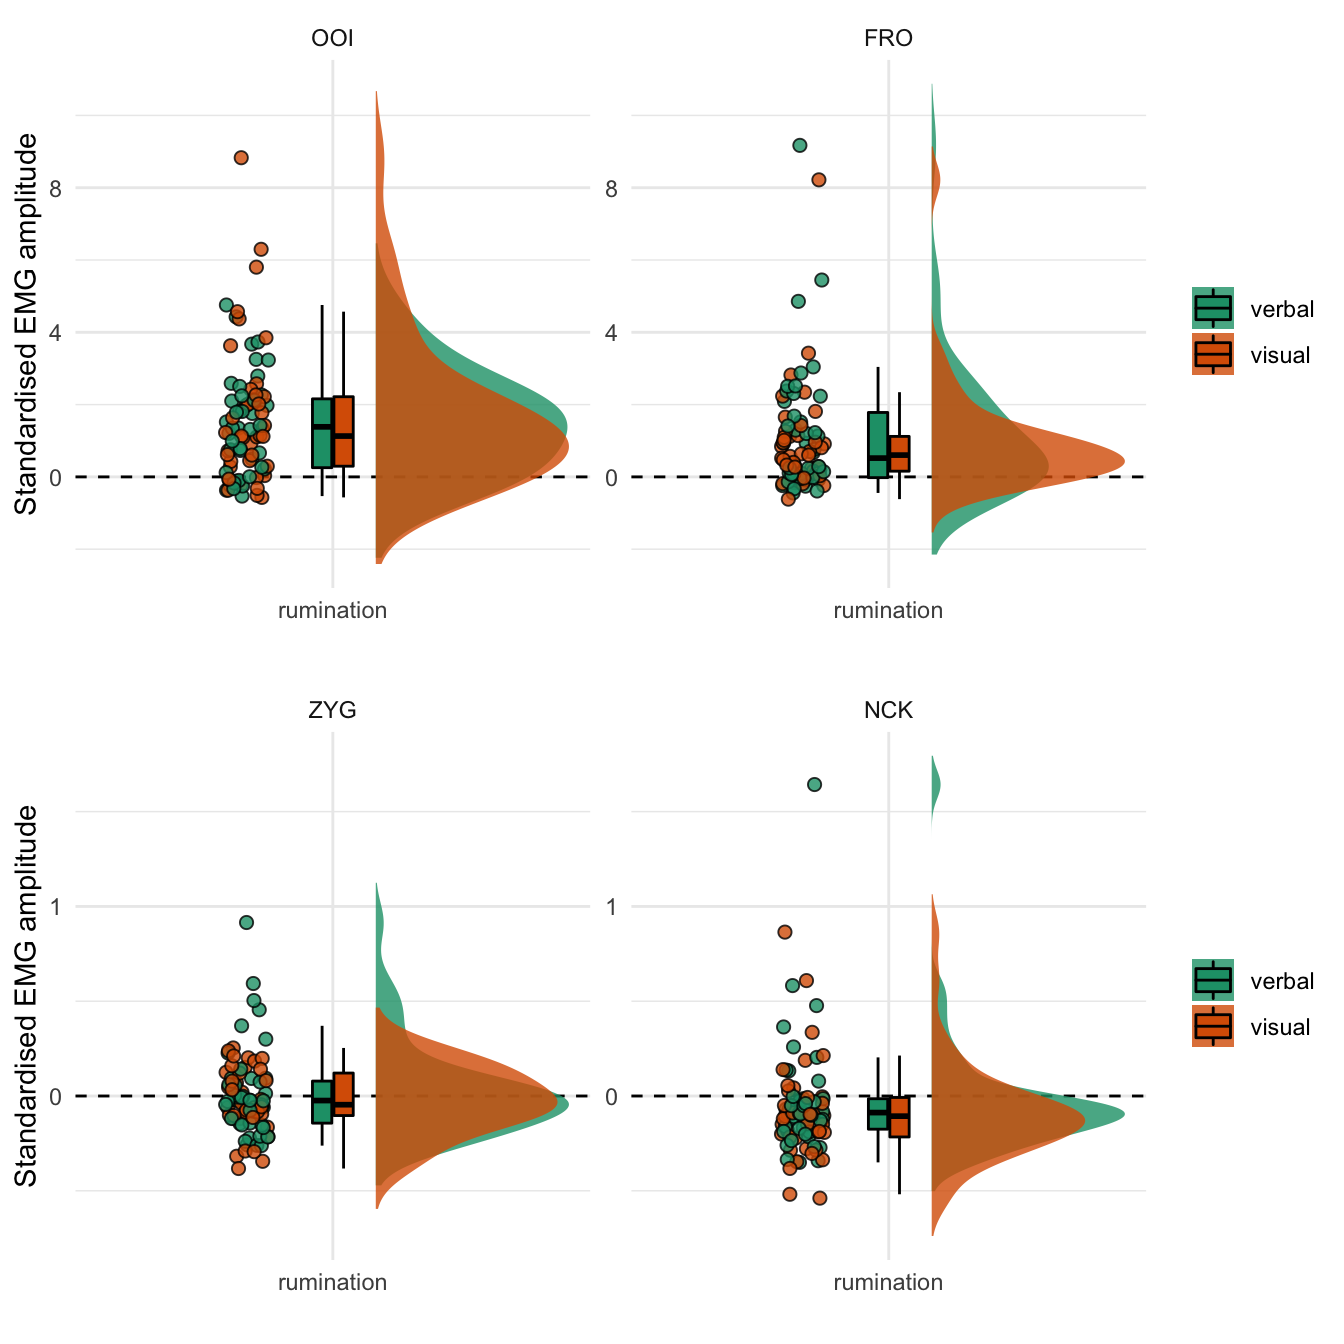 OOI
FRO
Standardised EMG amplitude
8
4
0
8
4
0
rumination
rumination
verbal
visual
ZYG
NCK
Standardised EMG amplitude
1
0
1
0
rumination
rumination
verbal
visual